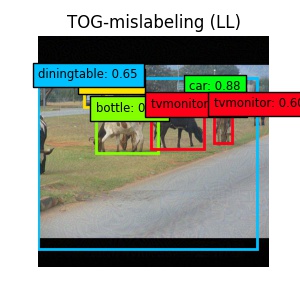 TOG-mislabeling (LL)
diningtable: 0.65
car: 0.88
bottle: 0
tvmonitor
tvmonitor: 0.60